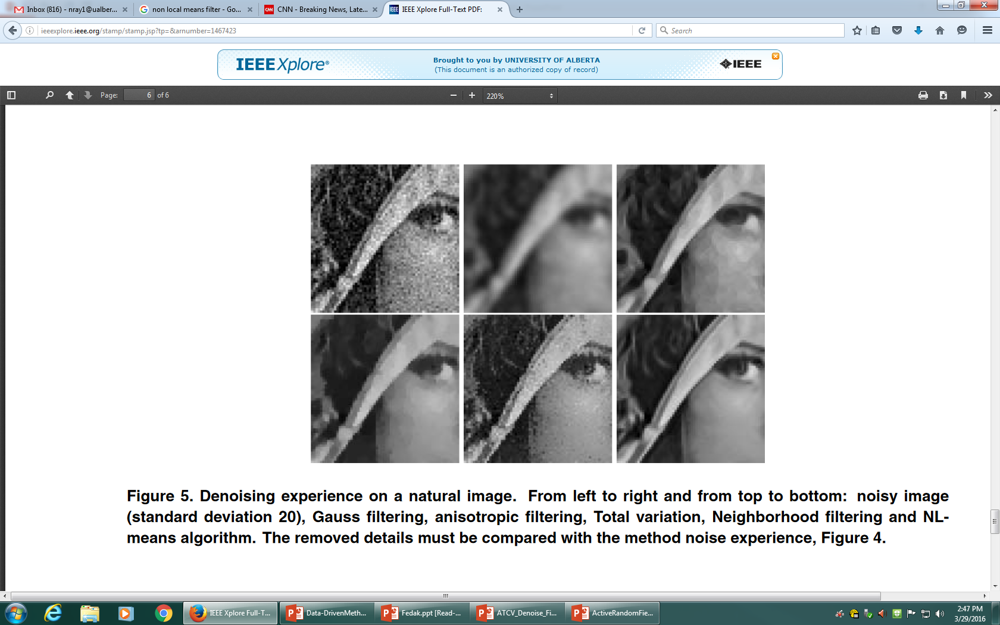 Inbox (816) - nray1@ualber...
non local means filter - Go...
CNN - Breaking News, Late...
IEEE Xplore Full-Text PDF:
ieeexplore.ieee.org/stamp/stamp.jsp?tp=&arnumber=1467423
Search
IEEE Xplore®
Brought to you by UNIVERSITY OF ALBERTA
(This document is an authorized copy of record)
IEEE
Page: 6 of 6
220%
Figure 5. Denoising experience on a natural image. From left to right and from top to bottom: noisy image
(standard deviation 20), Gauss filtering, anisotropic filtering, Total variation, Neighborhood filtering and NL-
means algorithm. The removed details must be compared with the method noise experience, Figure 4.
IEEE Xplore Full-T...
Data-DrivenMeth...
Fedak.ppt [Read-...
ATCV_Denoise_Fi...
ActiveRandomFie...
2:47 PM
3/29/2016